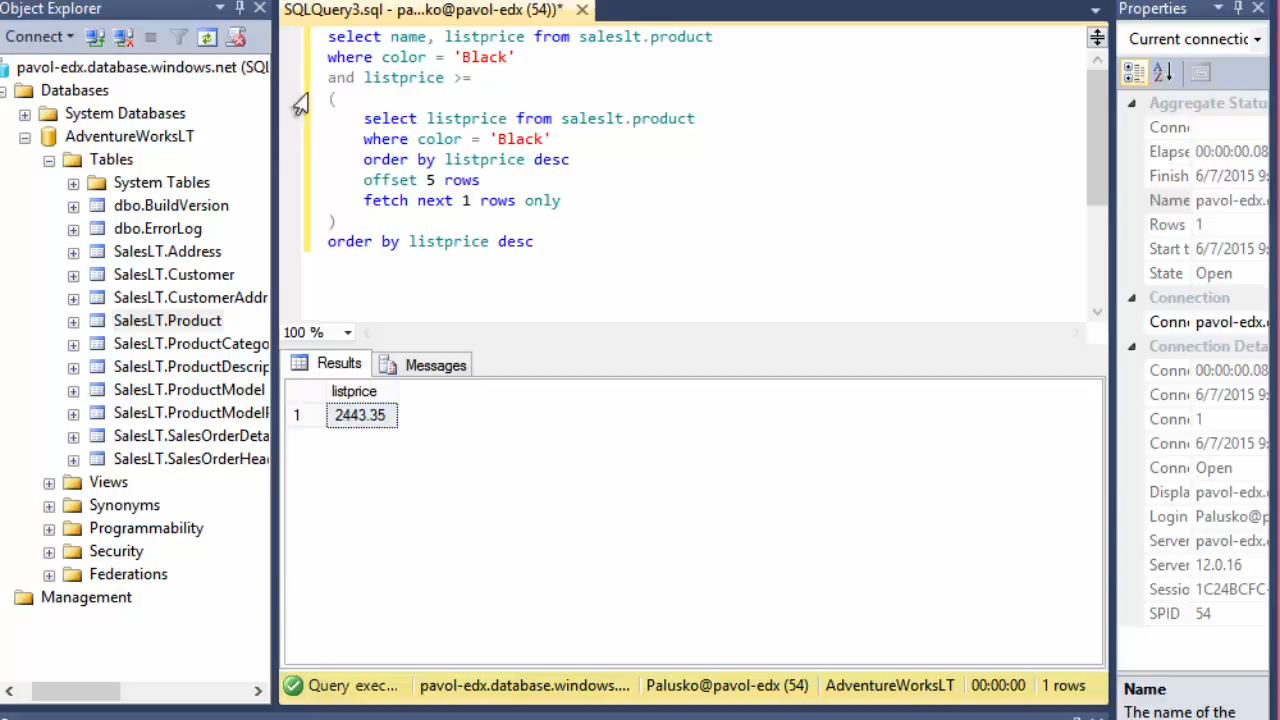 Object Explorer
Connect
pavol-edx.database.windows.net (SQL
Databases
System Databases
AdventureWorksLT
Tables
System Tables
dbo.BuildVersion
dbo.ErrorLog
SalesLT.Address
SalesLT.Customer
SalesLT.CustomerAddr
SalesLT.Product
SalesLT.ProductCatego
SalesLT.ProductDescrip
SalesLT.ProductModel
SalesLT.ProductModelP
SalesLT.SalesOrderDeta
SalesLT.SalesOrderHea
Views
Synonyms
Programmability
Security
Federations
Management
SQLQuery3.sql - pa...ko@pavol-edx (54))*
select name, listprice from saleslt.product
where color = 'Black'
and listprice >=
(
select listprice from saleslt.product
where color = 'Black'
order by listprice desc
offset 5 rows
fetch next 1 rows only
)
order by listprice desc
100 %
Results
Messages
listprice
1 2443.35
Query exec... pavol-edx.database.windows.... Palusko@pavol-edx (54) AdventureWorksLT 00:00:00 1 rows
Properties
Current connectic
Aggregate Statu
Conn
Elapse 00:00:00.08
Finish 6/7/2015 9:
Name pavol-edx.
Rows 1
Start t 6/7/2015 9:
State Open
Connection
Conn pavol-edx.
Connection Deta
Conn 00:00:00.08
Conn 6/7/2015 9:
Conn 1
Conn 6/7/2015 9:
Conn Open
Displa pavol-edx.
Login Palusko@p
Server pavol-edx.
Server 12.0.16
Sessio 1C24BCFC-
SPID 54
Name
The name of the